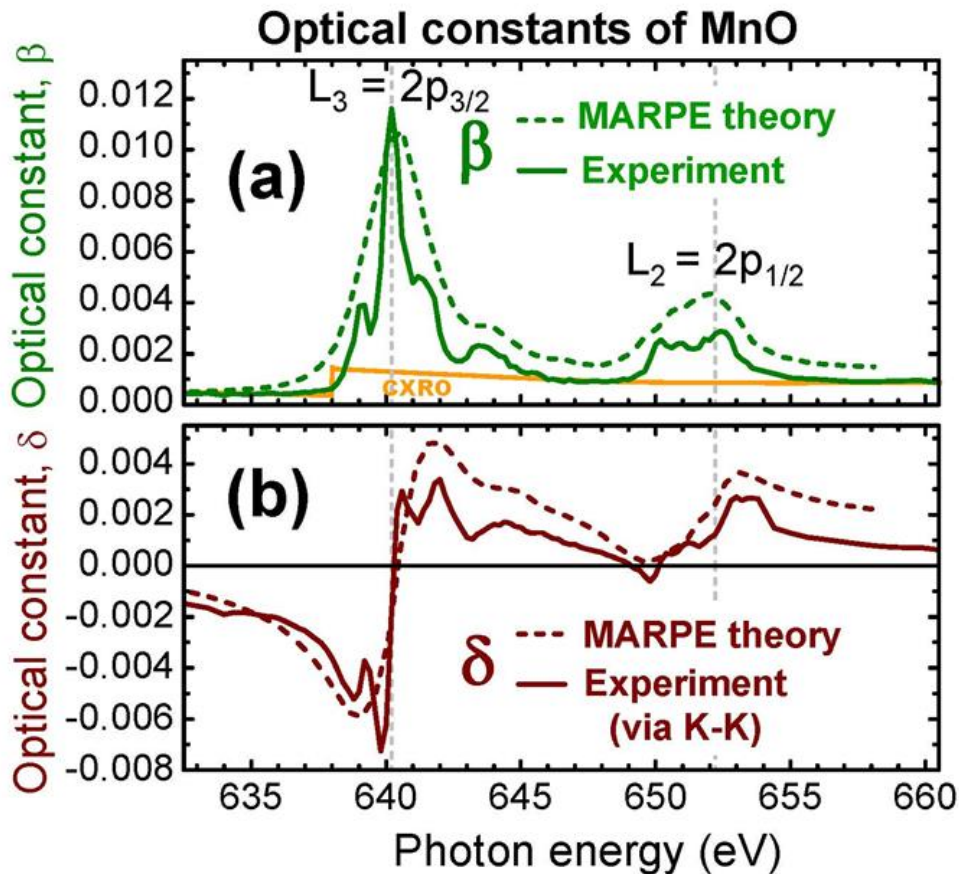 Optical constants of MnO
Optical constant, β
0.012
0.010
0.008
0.006
0.004
0.002
0.000
(a)
L₃ = 2p₃/₂
β
MARPE theory
Experiment
L₂ = 2p₁/₂
CXRO
Optical constant, δ
0.004
0.002
0.000
-0.002
-0.004
-0.006
-0.008
(b)
δ
MARPE theory
Experiment
(via K-K)
635 640 645 650 655 660
Photon energy (eV)